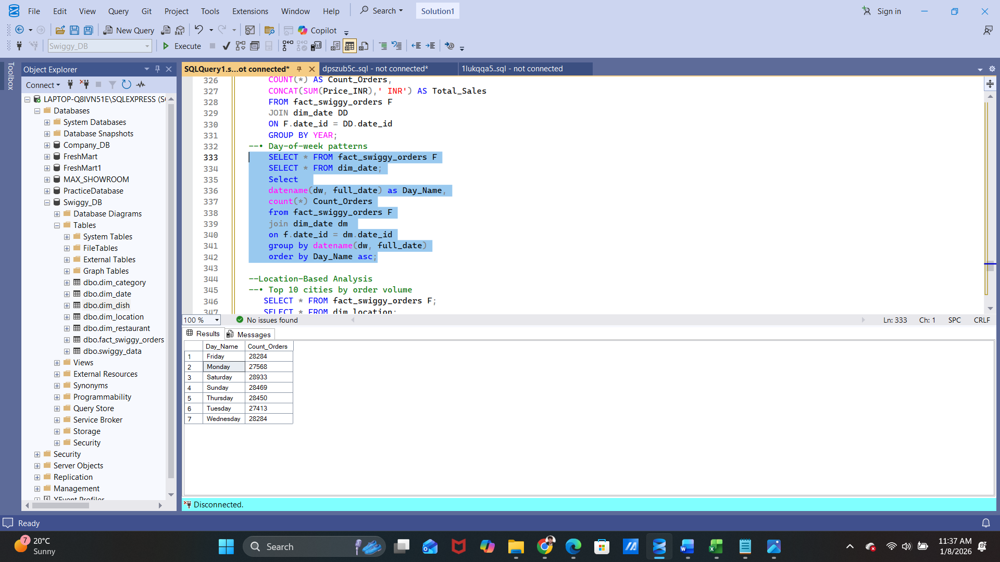 File Edit View Query Git Project Tools Extensions Window Help Search Solution1 Sign in
New Query DAX Copilot
Swiggy_DB Execute
Toolbox
Object Explorer
Connect
LAPTOP-Q8IVN51E\SQLEXPRESS (S
Databases
System Databases
Database Snapshots
Company_DB
FreshMart
FreshMart1
MAX_SHOWROOM
PracticeDatabase
Swiggy_DB
Database Diagrams
Tables
System Tables
FileTables
External Tables
Graph Tables
dbo.dim_category
dbo.dim_date
dbo.dim_dish
dbo.dim_location
dbo.dim_restaurant
dbo.fact_swiggy_orders
dbo.swiggy_data
Views
External Resources
Synonyms
Programmability
Query Store
Service Broker
Storage
Security
Security
Server Objects
Replication
Management
XEvent Profiler
SQLQuery1.s...ot connected* dpszub5c..sql - not connected* 1lukqqa5..sql - not connected
326 COUNT(*) AS Count_Orders,
327 CONCAT(SUM(Price_INR),' INR') AS Total_Sales
328 FROM fact_swiggy_orders F
329 JOIN dim_date DD
330 ON F.date_id = DD.date_id
331 GROUP BY YEAR;
332 --• Day-of-week patterns
333 SELECT * FROM fact_swiggy_orders F
334 SELECT * FROM dim_date;
335 Select
336 datename(dw, full_date) as Day_Name,
337 count(*) Count_Orders
338 from fact_swiggy_orders F
339 join dim_date dm
340 on f.date_id = dm.date_id
341 group by datename(dw, full_date)
342 order by Day_Name asc;
343
344 --Location-Based Analysis
345 --• Top 10 cities by order volume
346 SELECT * FROM fact_swiggy_orders F;
347 SELECT * FROM dim_location;
100 % No issues found Ln: 333 Ch: 1 SPC CRLF
Results Messages
Day_Name Count_Orders
1 Friday 28284
2 Monday 27568
3 Saturday 28933
4 Sunday 28469
5 Thursday 28450
6 Tuesday 27413
7 Wednesday 28284
Disconnected.
Ready
7 20°C
Sunny
Search
11:37 AM
1/8/2026